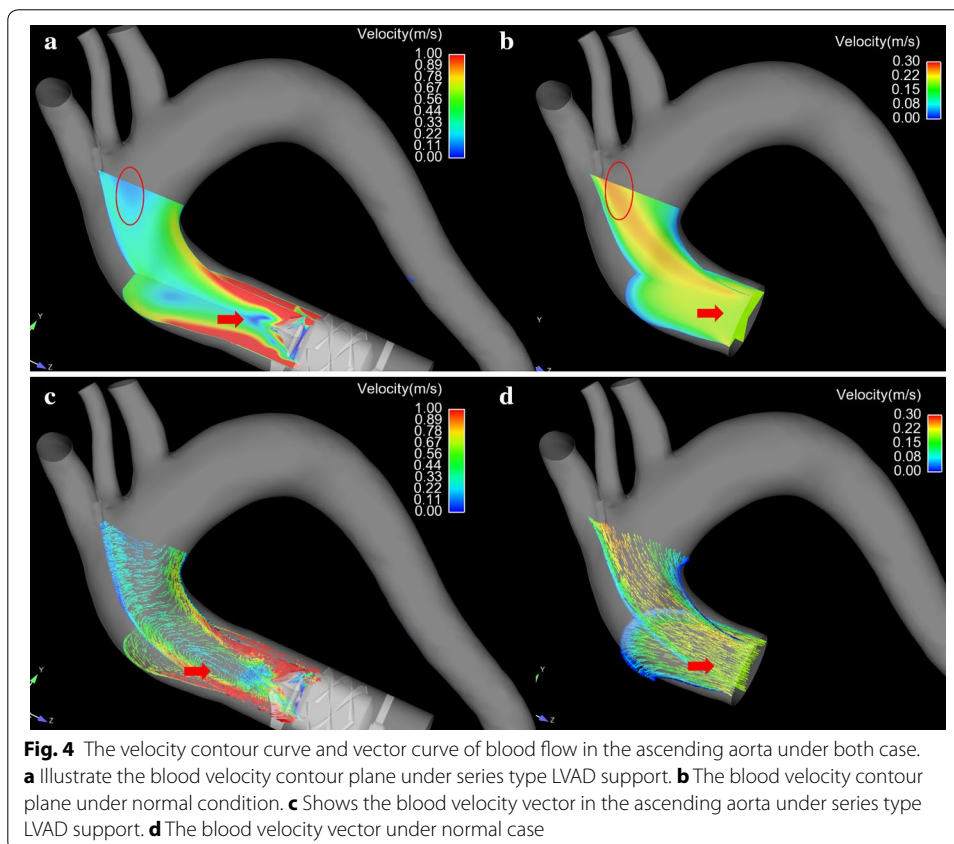 a
Velocity(m/s)
1.00
0.89
0.78
0.67
0.56
0.44
0.33
0.22
0.11
0.00
Y
Z
b
Velocity(m/s)
0.30
0.22
0.15
0.08
0.00
Y
Z
c
Velocity(m/s)
1.00
0.89
0.78
0.67
0.56
0.44
0.33
0.22
0.11
0.00
Y
Z
d
Velocity(m/s)
0.30
0.22
0.15
0.08
0.00
Y
Z
Fig. 4 The velocity contour curve and vector curve of blood flow in the ascending aorta under both case.
a Illustrate the blood velocity contour plane under series type LVAD support. b The blood velocity contour
plane under normal condition. c Shows the blood velocity vector in the ascending aorta under series type
LVAD support. d The blood velocity vector under normal case